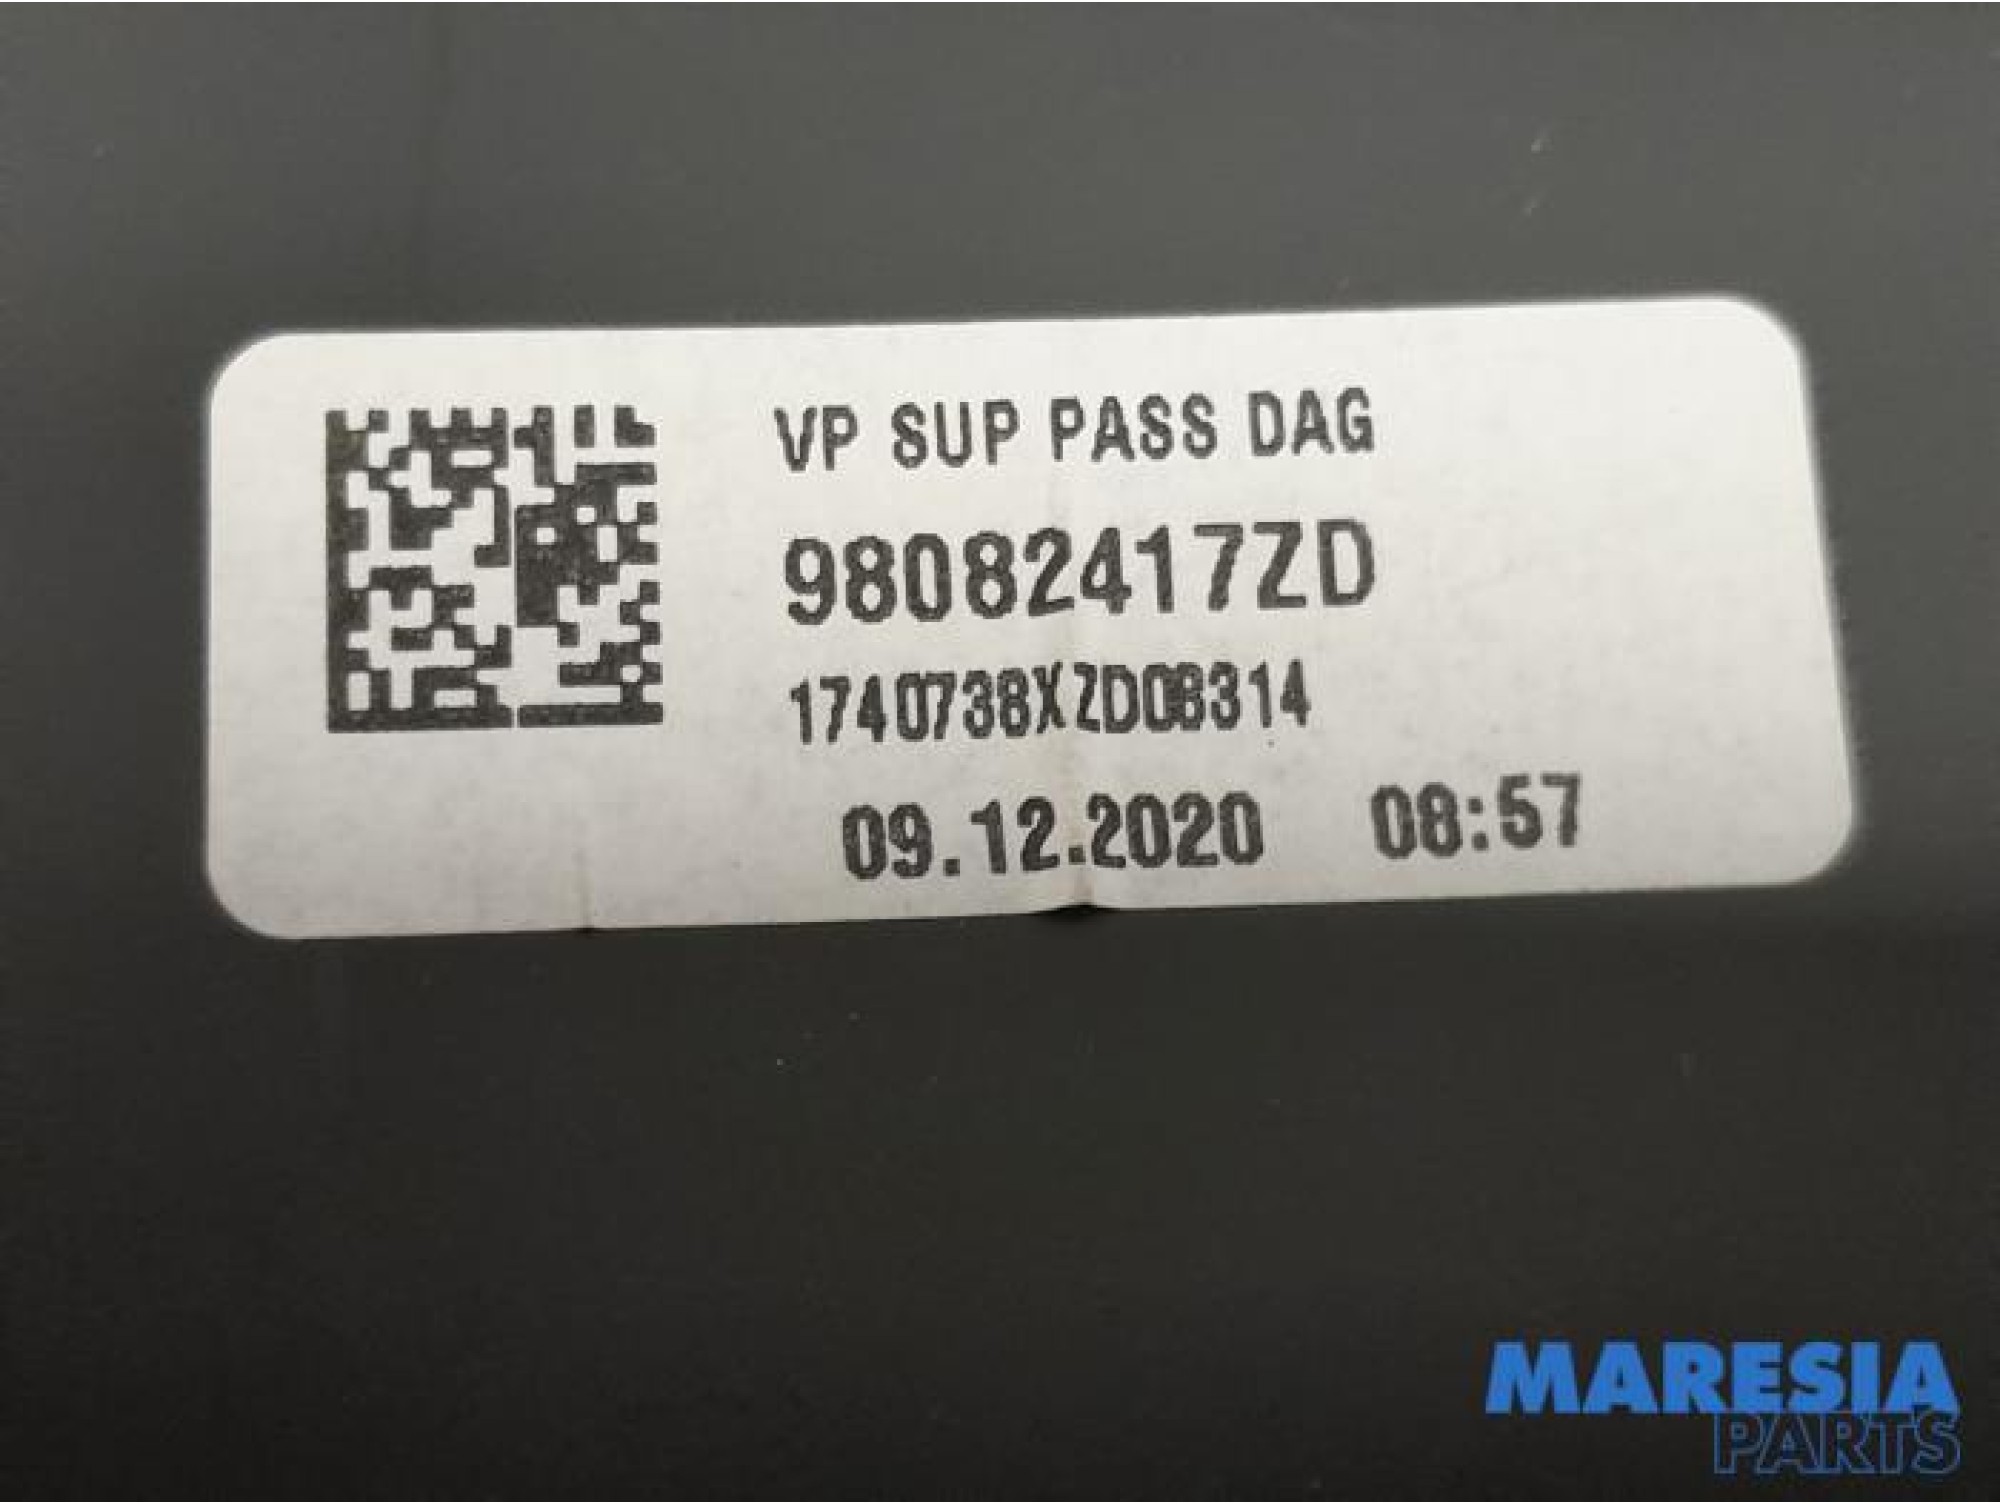 VP SUP PASS DAG
98082417ZD
1740738XZD08314
09.12.2020 08:57
MARESIA
PARTS